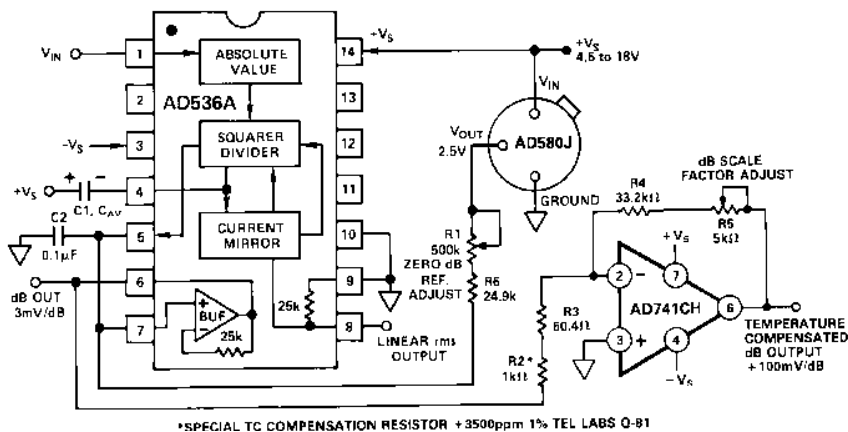 VIN
1
ABSOLUTE
VALUE
14
+VS
+VS
4.5 to 18V
2
AD536A
13
VIN
-VS
3
SQUARER
DIVIDER
12
VOUT
2.5V
AD580J
+VS
+ -
C1, CAV
4
11
GROUND
dB SCALE
FACTOR ADJUST
R4
33.2kΩ
R5
5kΩ
C2
0.1μF
5
CURRENT
MIRROR
10
R1
500k
ZERO dB
REF.
ADJUST
dB OUT
3mV/dB
6
25k
9
R6
24.9k
7
+
BUF
-
25k
8
LINEAR rms
OUTPUT
R3
60.4Ω
R2*
1kΩ
+VS
2
-
7
AD741CH
6
3
+
4
-VS
TEMPERATURE
COMPENSATED
dB OUTPUT
+100mV/dB
*SPECIAL TC COMPENSATION RESISTOR +3500ppm 1% TEL LABS Q-81